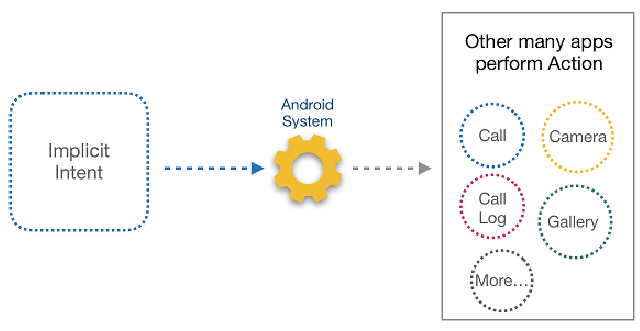 Implicit
Intent
Android
System
Other many apps
perform Action
Call
Camera
Call
Log
Gallery
More....